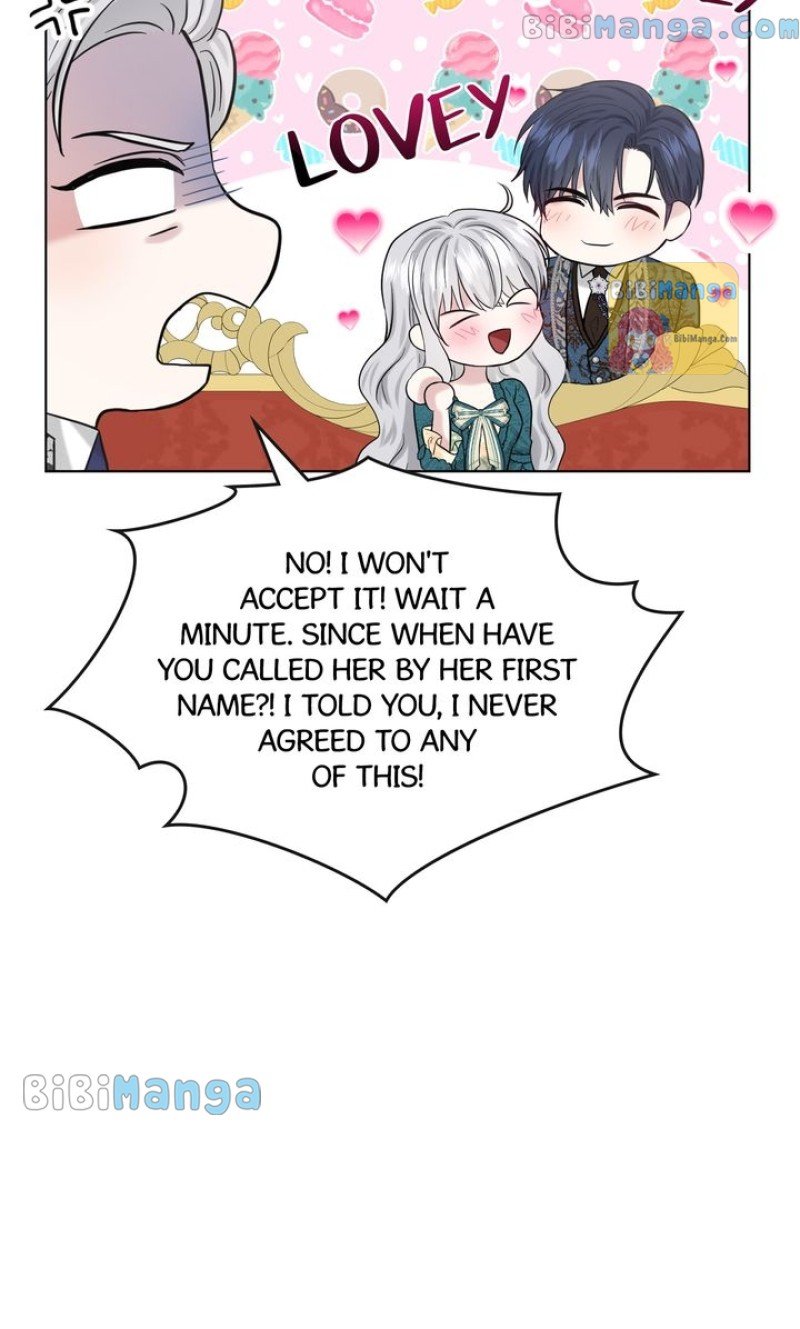 BiBiManga.Com
LOVEY
BiBiManga
BibiManga.Com
NO! I WON'T
ACCEPT IT! WAIT A
MINUTE. SINCE WHEN HAVE
YOU CALLED HER BY HER FIRST
NAME?! I TOLD YOU, I NEVER
AGREED TO ANY
OF THIS!
BiBiManga